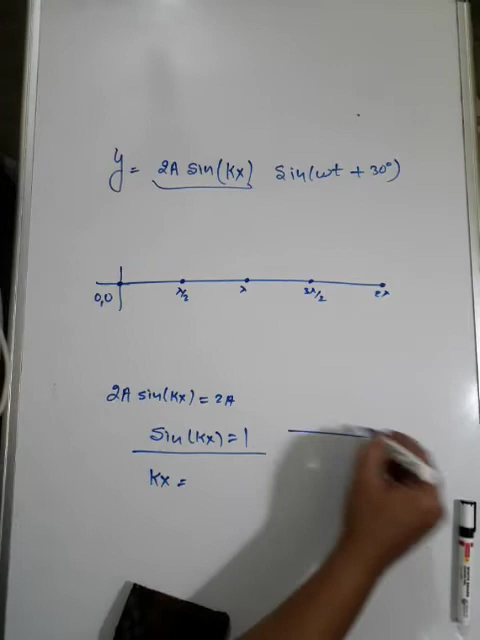 y = 2A sin(Kx) sin(ωt + 30°)
0,0 λ/2 λ 3λ/2 2λ
2A sin(Kx) = 2A
sin(Kx) = 1
Kx =